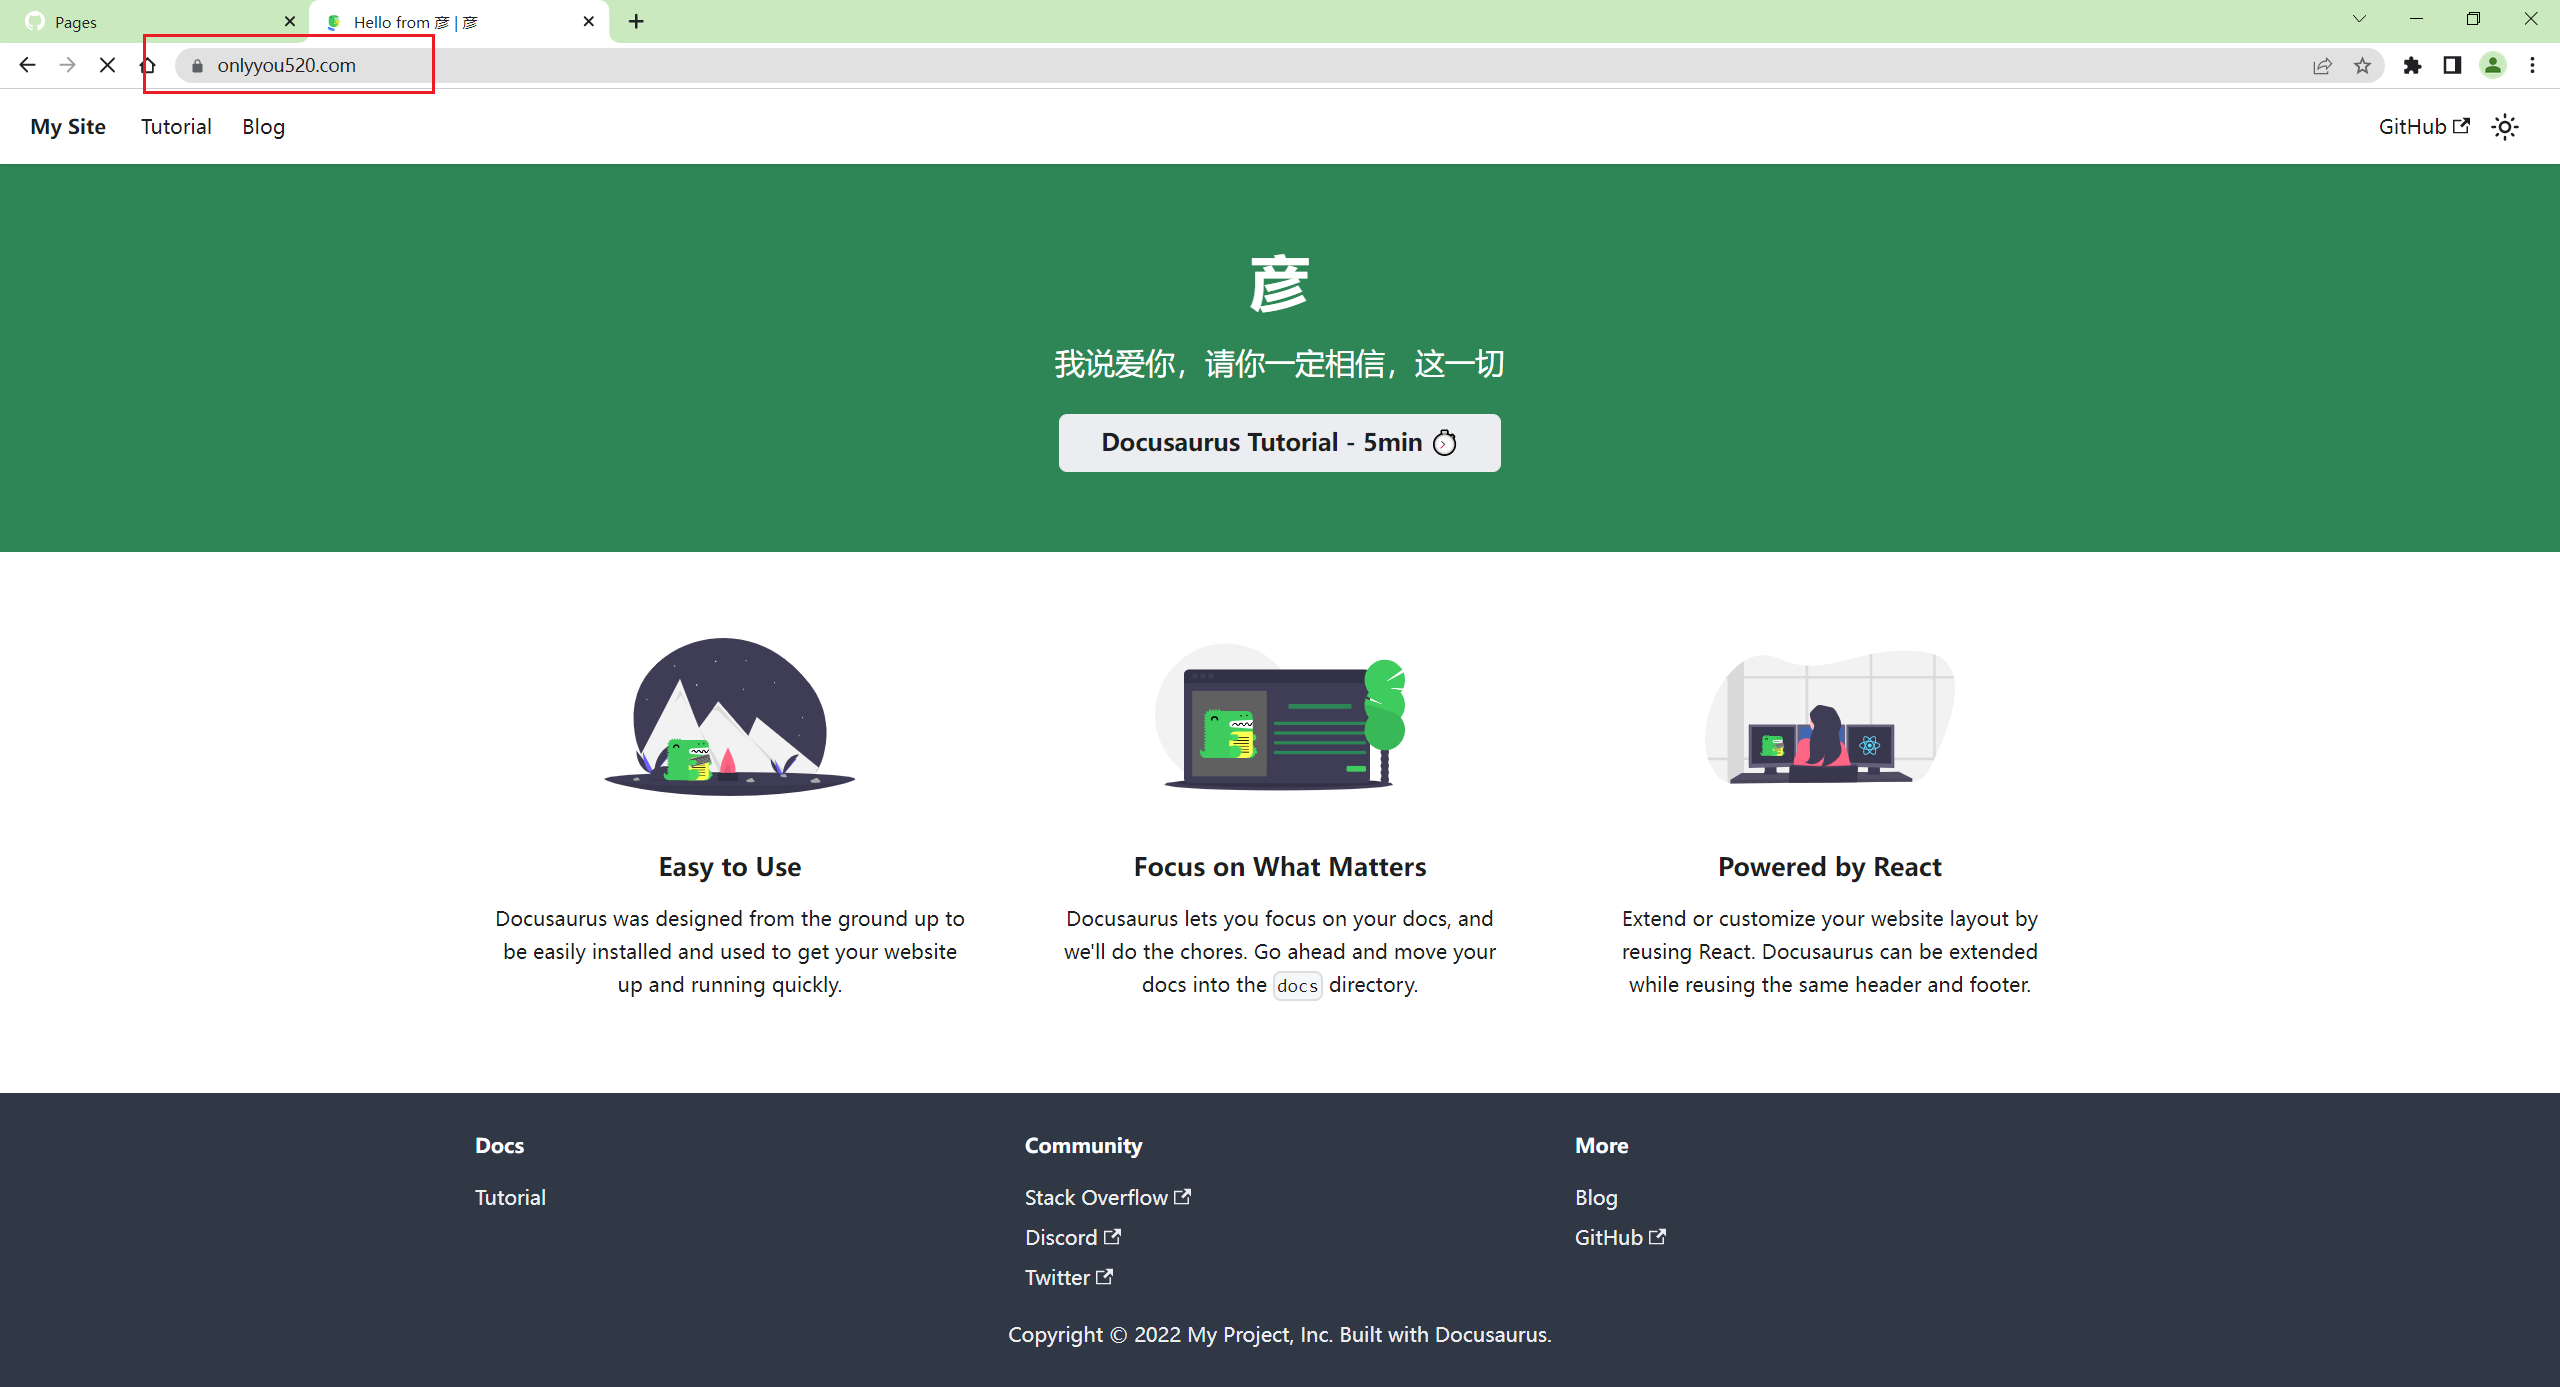 Pages
Hello from 彦 | 彦
onlyyou520.com
My Site
Tutorial
Blog
GitHub
彦
我说爱你，请你一定相信，这一切
Docusaurus Tutorial - 5min ⏱️
Easy to Use
Docusaurus was designed from the ground up to
be easily installed and used to get your website
up and running quickly.
Focus on What Matters
Docusaurus lets you focus on your docs, and
we'll do the chores. Go ahead and move your
docs into the docs directory.
Powered by React
Extend or customize your website layout by
reusing React. Docusaurus can be extended
while reusing the same header and footer.
Docs
Tutorial
Community
Stack Overflow
Discord
Twitter
More
Blog
GitHub
Copyright © 2022 My Project, Inc. Built with Docusaurus.